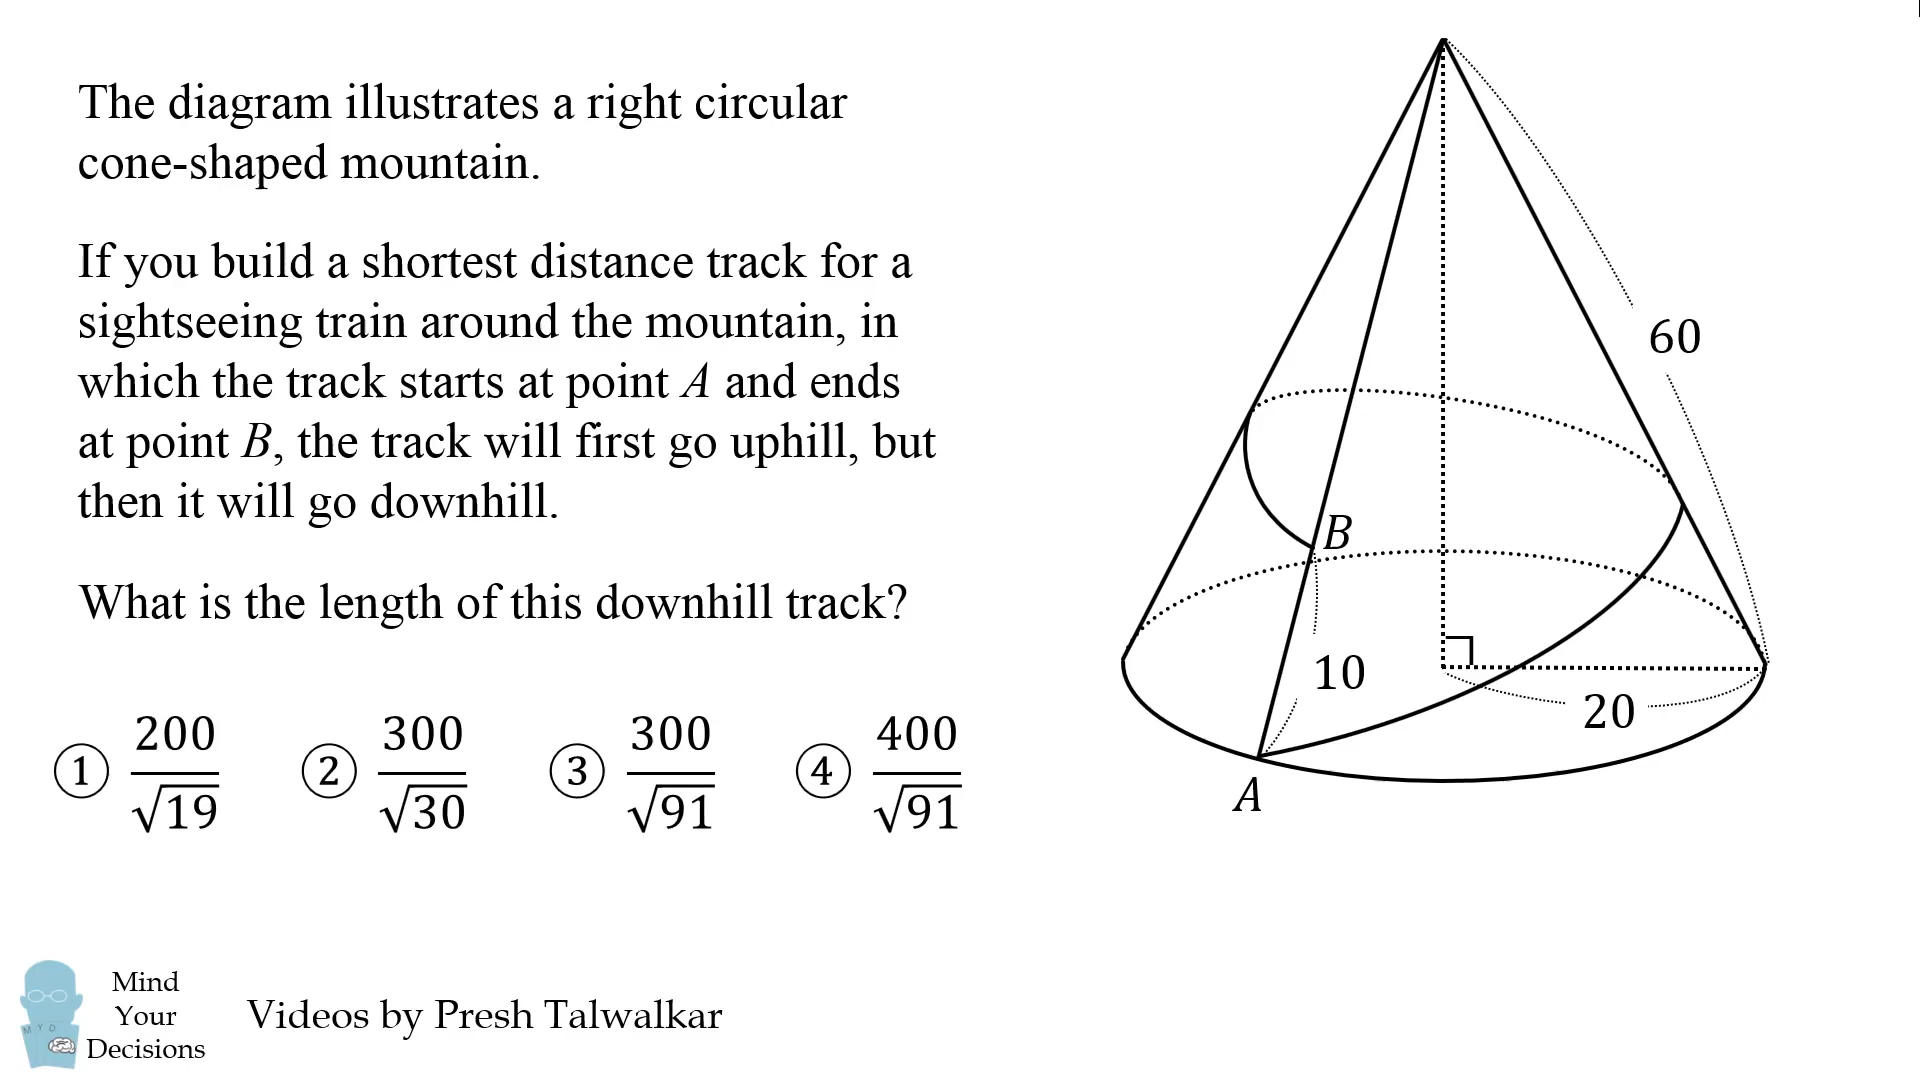 The diagram illustrates a right circular
cone-shaped mountain.
If you build a shortest distance track for a
sightseeing train around the mountain, in
which the track starts at point A and ends
at point B, the track will first go uphill, but
then it will go downhill.
What is the length of this downhill track?
① 200/√19 ② 300/√30 ③ 300/√91 ④ 400/√91
60
B
10
20
A
M Y D
Mind
Your
Decisions
Videos by Presh Talwalkar